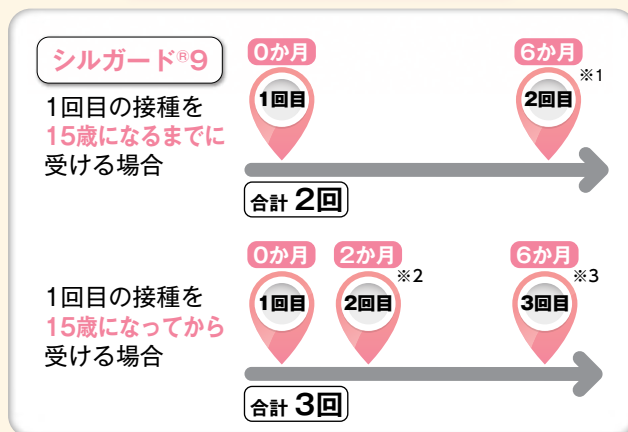 シルガード®9
1回目の接種を
15歳になるまでに
受ける場合
0か月
6か月
1回目
2回目
※1
合計 2回
1回目の接種を
15歳になってから
受ける場合
0か月
2か月
6か月
1回目
2回目
※2
3回目
※3
合計 3回